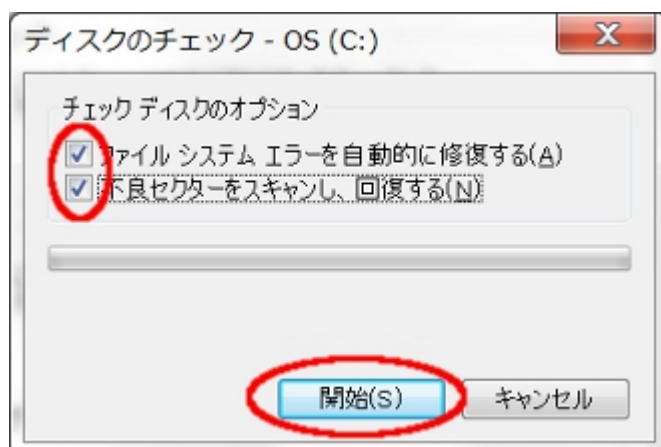 ディスクのチェック - OS (C:)
チェック ディスクのオプション
ファイル システム エラーを自動的に修復する(A)
不良セクターをスキャンし、回復する(N)
開始(S)
キャンセル